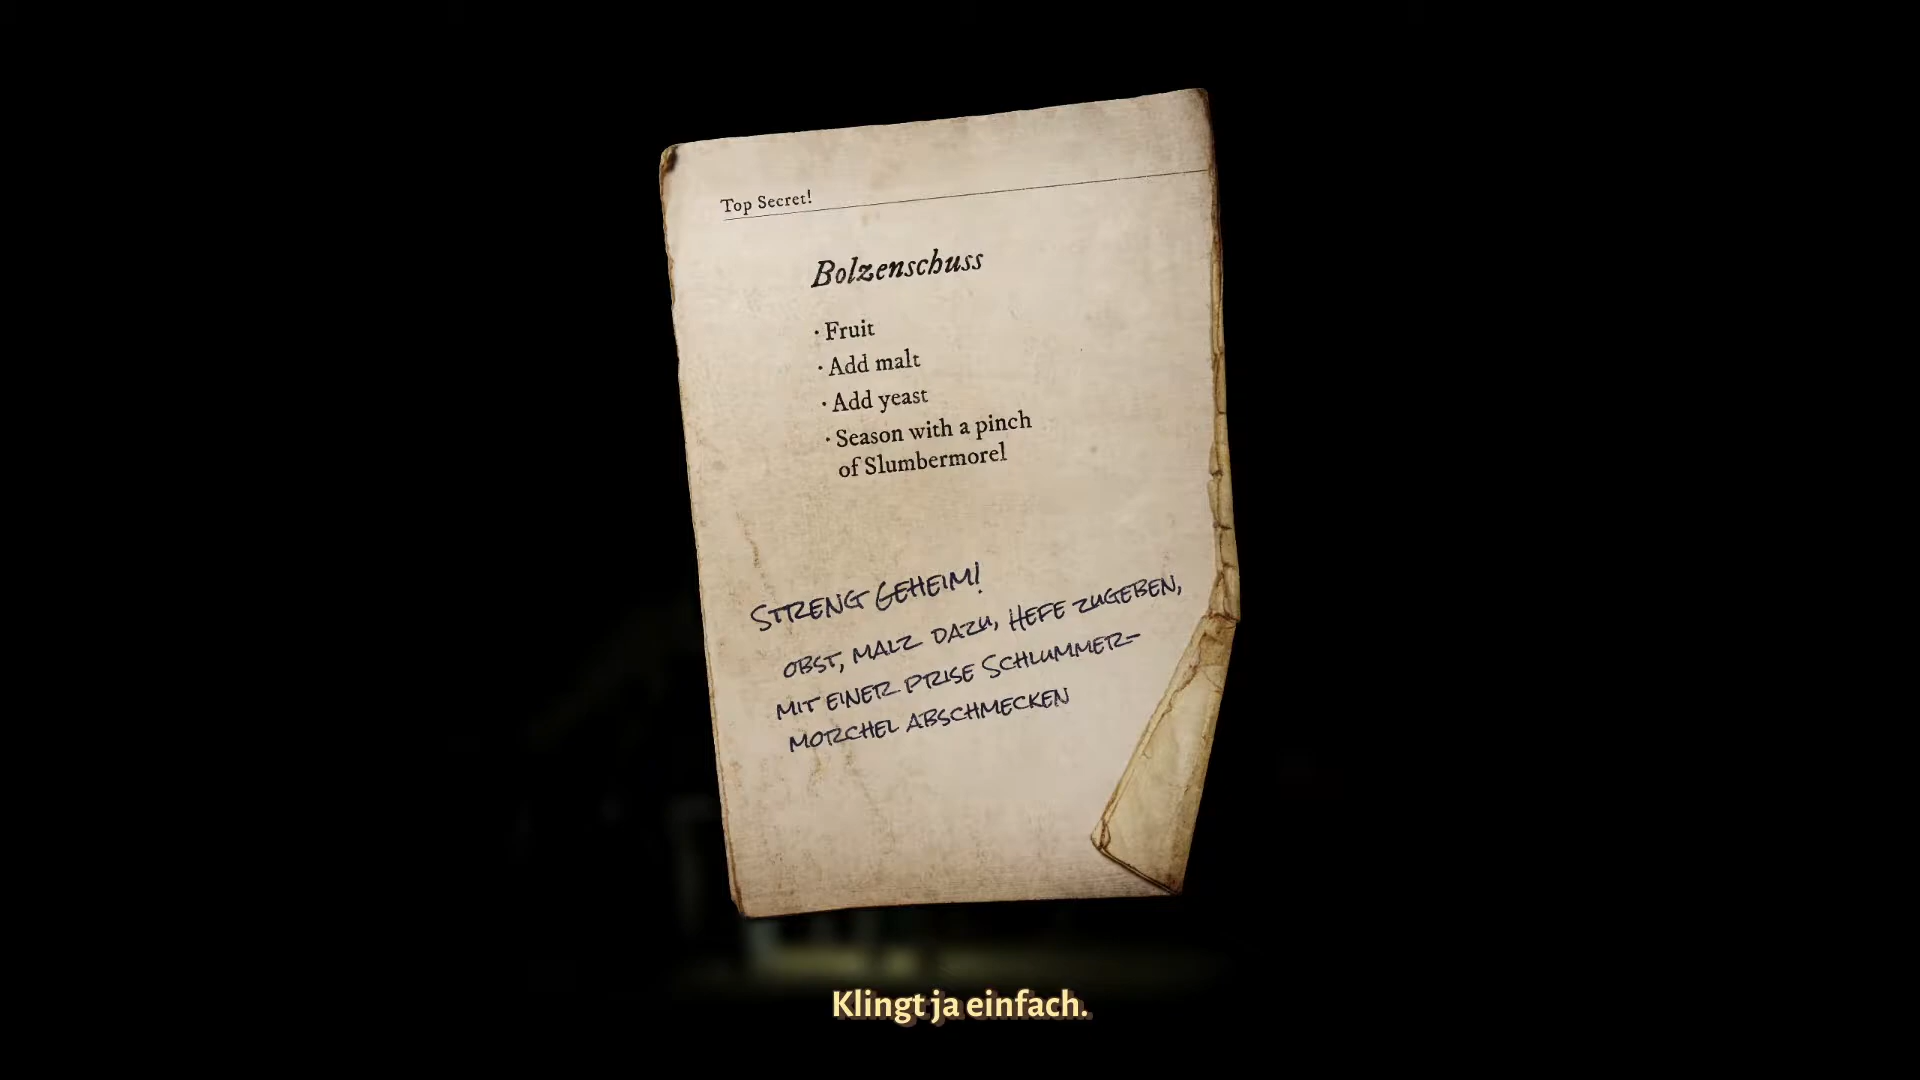 Top Secret!
Bolzenschuss
· Fruit
· Add malt
· Add yeast
· Season with a pinch
of Slumbermorel
STRENG GEHEIM!
OBST, MALZ DAZU, HEFE ZUGEBEN,
MIT EINER PRISE SCHLUMMER-
MORCHEL ABSCHMECKEN
Klingt ja einfach.